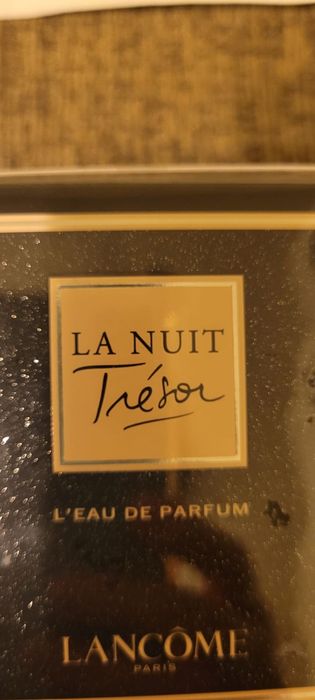 LA NUIT
Trésor
L'EAU DE PARFUM
LANCÔME
PARIS